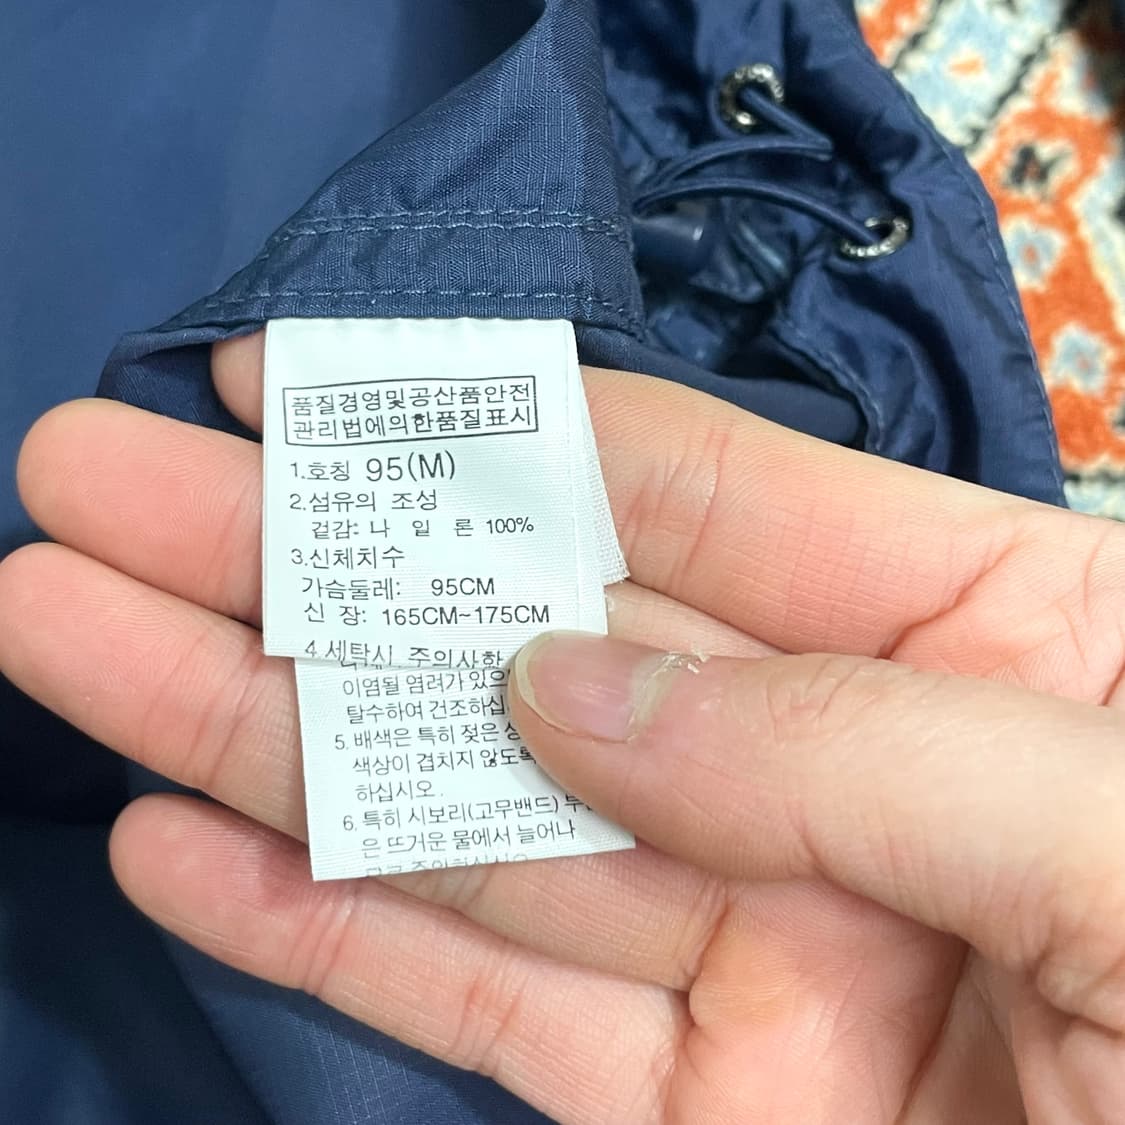 품질경영및공산품안전
관리법에의한품질표시
1.호칭 95(M)
2.섬유의 조성
겉감: 나 일 론 100%
3.신체치수
가슴둘레: 95CM
신 장: 165CM~175CM
4.세탁시 주의사항
이염될 염려가 있으
탈수하여 건조하십
5. 배색은 특히 젖은
색상이 겹치지 않도록
하십시오.
6. 특히 시보리(고무밴드)
은 뜨거운 물에서 늘어나